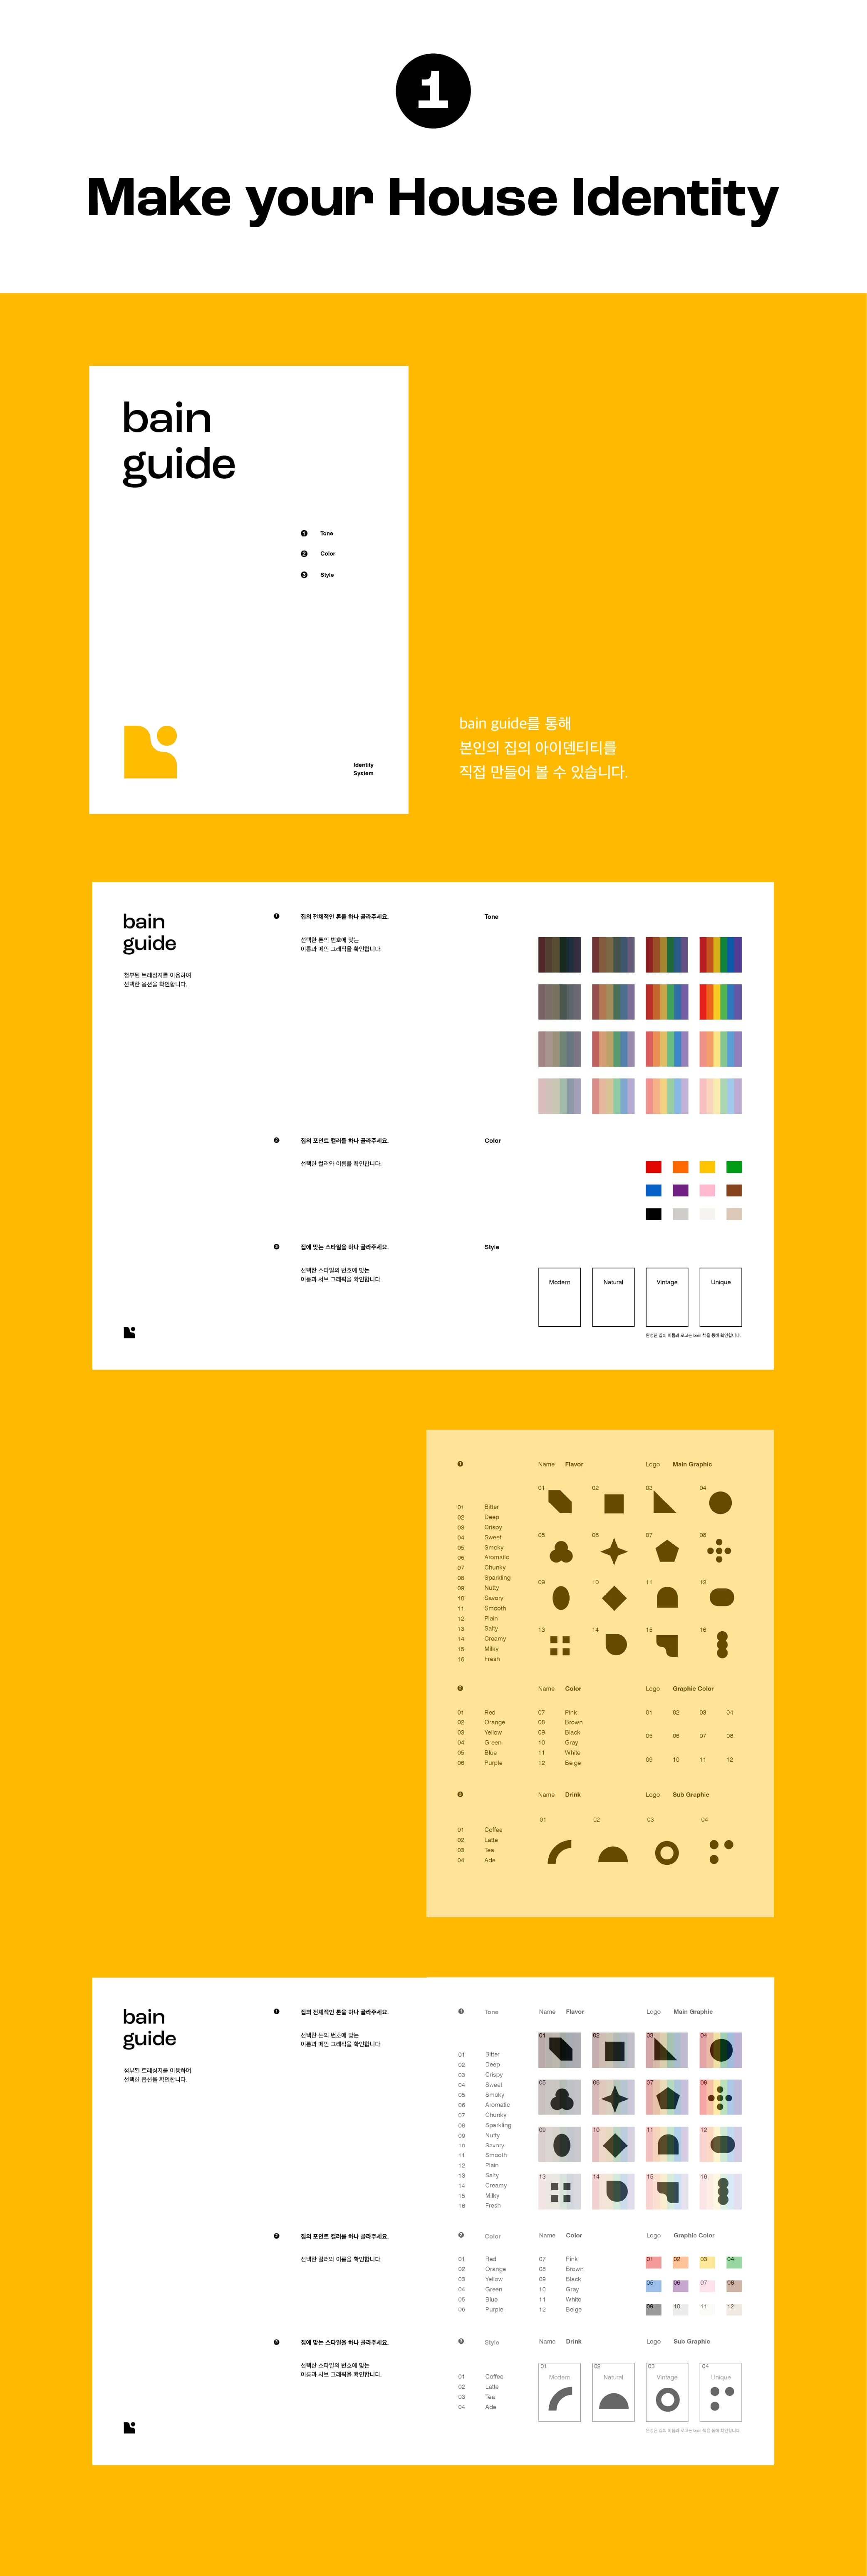 1
Make your House Identity
bain
guide
1 Tone
2 Color
3 Style
Identity
System
bain guide를 통해
본인의 집의 아이덴티티를
직접 만들어 볼 수 있습니다.
bain
guide
첨부된 트레싱지를 이용하여
선택한 옵션을 확인합니다.
1 집의 전체적인 톤을 하나 골라주세요.
선택한 톤의 번호에 맞는
이름과 메인 그래픽을 확인합니다.
Tone
2 집의 포인트 컬러를 하나 골라주세요.
선택한 컬러와 이름을 확인합니다.
Color
3 집에 맞는 스타일을 하나 골라주세요.
선택한 스타일의 번호에 맞는
이름과 서브 그래픽을 확인합니다.
Style
Modern Natural Vintage Unique
완성된 집의 이름과 로고는 bain 책을 통해 확인합니다.
1 Name Flavor Logo Main Graphic
01 Bitter
02 Deep
03 Crispy
04 Sweet
05 Smoky
06 Aromatic
07 Chunky
08 Sparkling
09 Nutty
10 Savory
11 Smooth
12 Plain
13 Salty
14 Creamy
15 Milky
16 Fresh
01 02 03 04
05 06 07 08
09 10 11 12
13 14 15 16
2 Name Color Logo Graphic Color
01 Red 07 Pink
02 Orange 08 Brown
03 Yellow 09 Black
04 Green 10 Gray
05 Blue 11 White
06 Purple 12 Beige
01 02 03 04
05 06 07 08
09 10 11 12
3 Name Drink Logo Sub Graphic
01 Coffee
02 Latte
03 Tea
04 Ade
01 02 03 04
bain
guide
첨부된 트레싱지를 이용하여
선택한 옵션을 확인합니다.
1 집의 전체적인 톤을 하나 골라주세요.
선택한 톤의 번호에 맞는
이름과 메인 그래픽을 확인합니다.
1 Tone Name Flavor Logo Main Graphic
01 Bitter
02 Deep
03 Crispy
04 Sweet
05 Smoky
06 Aromatic
07 Chunky
08 Sparkling
09 Nutty
10 Savory
11 Smooth
12 Plain
13 Salty
14 Creamy
15 Milky
16 Fresh
01 02 03 04
05 06 07 08
09 10 11 12
13 14 15 16
2 집의 포인트 컬러를 하나 골라주세요.
선택한 컬러와 이름을 확인합니다.
2 Color Name Color Logo Graphic Color
01 Red 07 Pink
02 Orange 08 Brown
03 Yellow 09 Black
04 Green 10 Gray
05 Blue 11 White
06 Purple 12 Beige
01 02 03 04
05 06 07 08
09 10 11 12
3 집에 맞는 스타일을 하나 골라주세요.
선택한 스타일의 번호에 맞는
이름과 서브 그래픽을 확인합니다.
3 Style Name Drink Logo Sub Graphic
01 Coffee
02 Latte
03 Tea
04 Ade
01 02 03 04
Modern Natural Vintage Unique
완성된 집의 이름과 로고는 bain 책을 통해 확인합니다.